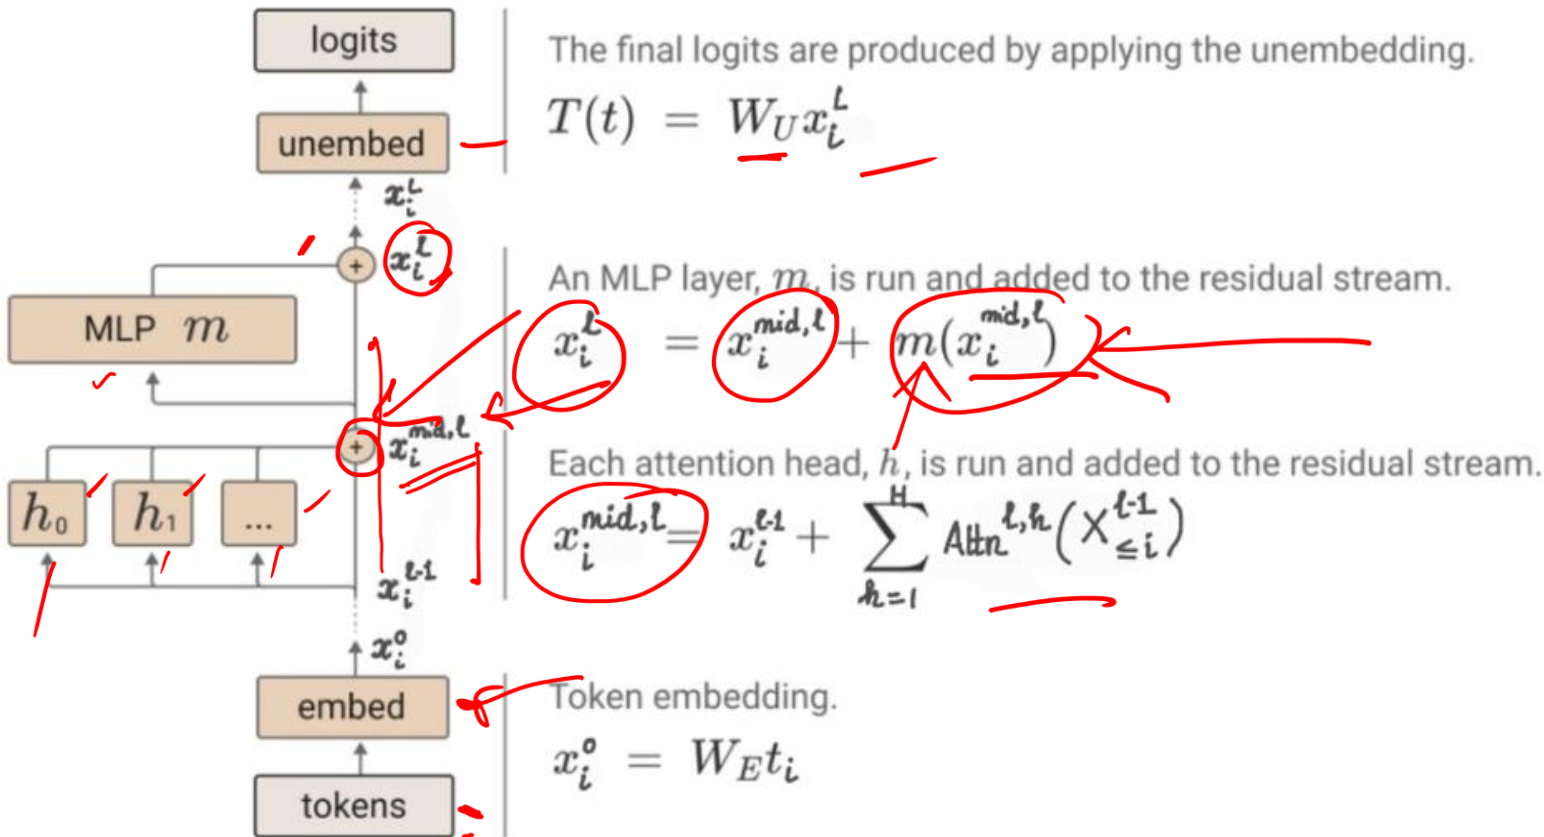 logits
The final logits are produced by applying the unembedding.
T(t) = W_U x_i^L
unembed
x_i^L
x_i^l
An MLP layer, m, is run and added to the residual stream.
MLP m
x_i^l = x_i^{mid,l} + m(x_i^{mid,l})
x_i^{mid,l}
Each attention head, h, is run and added to the residual stream.
h_0 h_1 ...
x_i^{mid,l} = x_i^{l-1} + \sum_{h=1}^{H} Attn^{l,h}(X_{≤i}^{l-1})
x_i^{l-1}
x_i^0
embed
Token embedding.
x_i^0 = W_E t_i
tokens